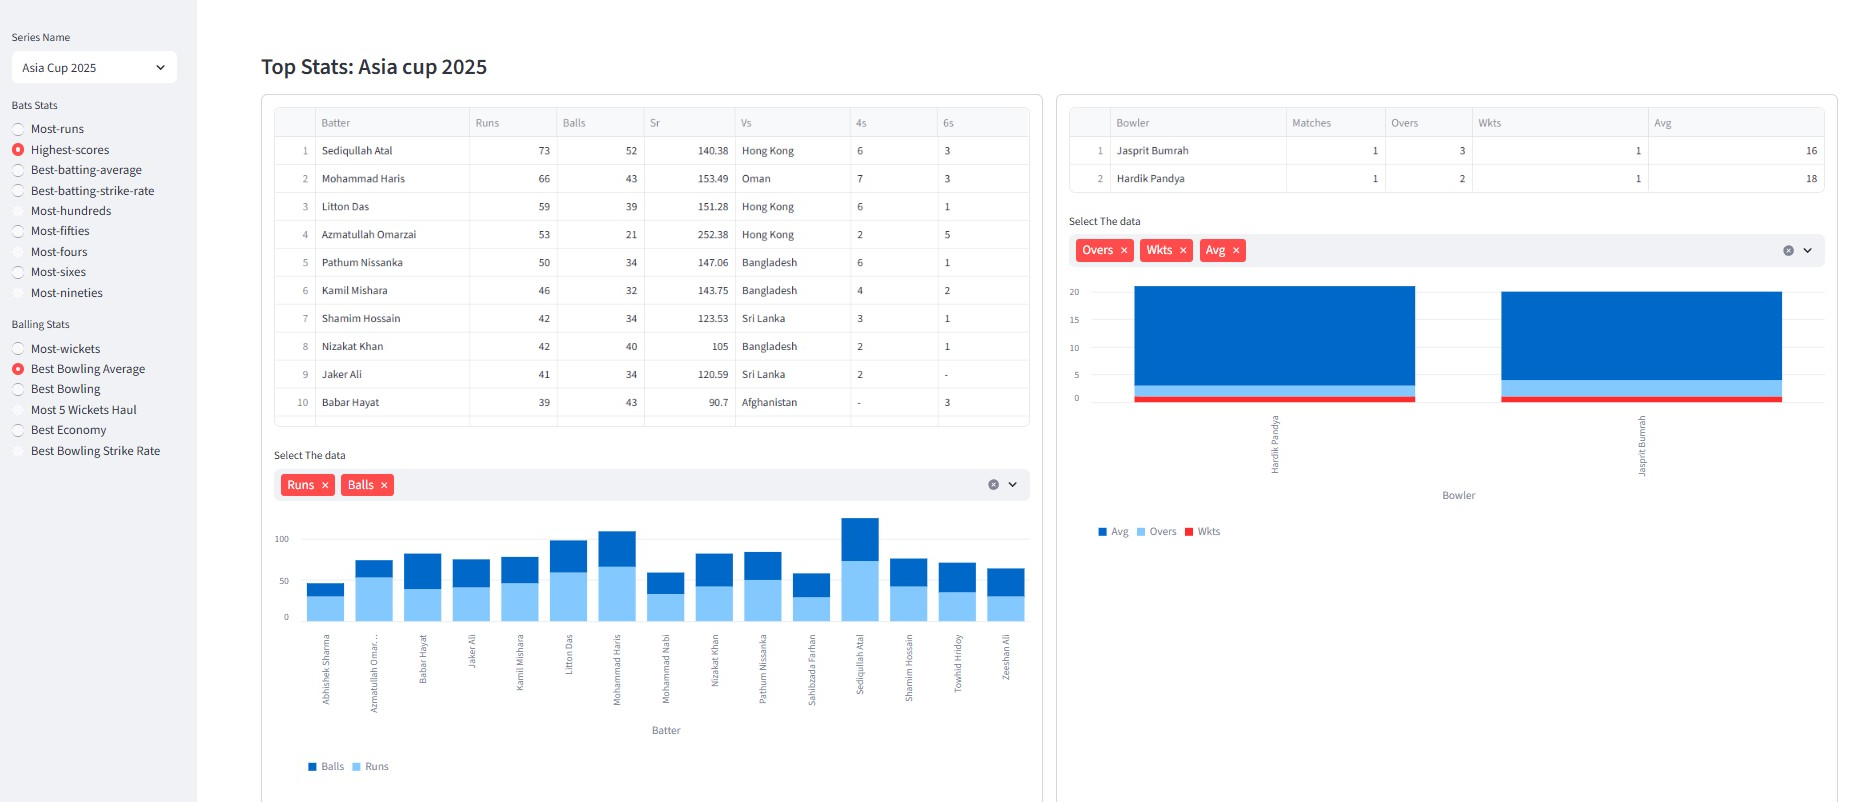 Series Name
Asia Cup 2025
Bats Stats
Most-runs
Highest-scores
Best-batting-average
Best-batting-strike-rate
Most-hundreds
Most-fifties
Most-fours
Most-sixes
Most-nineties
Balling Stats
Most-wickets
Best Bowling Average
Best Bowling
Most 5 Wickets Haul
Best Economy
Best Bowling Strike Rate
Top Stats: Asia cup 2025
Batter Runs Balls Sr Vs 4s 6s
1 Sediqullah Atal 73 52 140.38 Hong Kong 6 3
2 Mohammad Haris 66 43 153.49 Oman 7 3
3 Litton Das 59 39 151.28 Hong Kong 6 1
4 Azmatullah Omarzai 53 21 252.38 Hong Kong 2 5
5 Pathum Nissanka 50 34 147.06 Bangladesh 6 1
6 Kamil Mishara 46 32 143.75 Bangladesh 4 2
7 Shamim Hossain 42 34 123.53 Sri Lanka 3 1
8 Nizakat Khan 42 40 105 Bangladesh 2 1
9 Jaker Ali 41 34 120.59 Sri Lanka 2 -
10 Babar Hayat 39 43 90.7 Afghanistan - 3
Select The data
Runs × Balls ×
100
50
0
Abhishek Sharma
Azmatullah Omar...
Babar Hayat
Jaker Ali
Kamil Mishara
Litton Das
Mohammad Haris
Mohammad Nabi
Nizakat Khan
Pathum Nissanka
Sahibzada Farhan
Sediqullah Atal
Shamim Hossain
Towhid Hridoy
Zeeshan Ali
Batter
Balls Runs
Bowler Matches Overs Wkts Avg
1 Jasprit Bumrah 1 3 1 16
2 Hardik Pandya 1 2 1 18
Select The data
Overs × Wkts × Avg ×
20
15
10
5
0
Hardik Pandya
Jasprit Bumrah
Bowler
Avg Overs Wkts